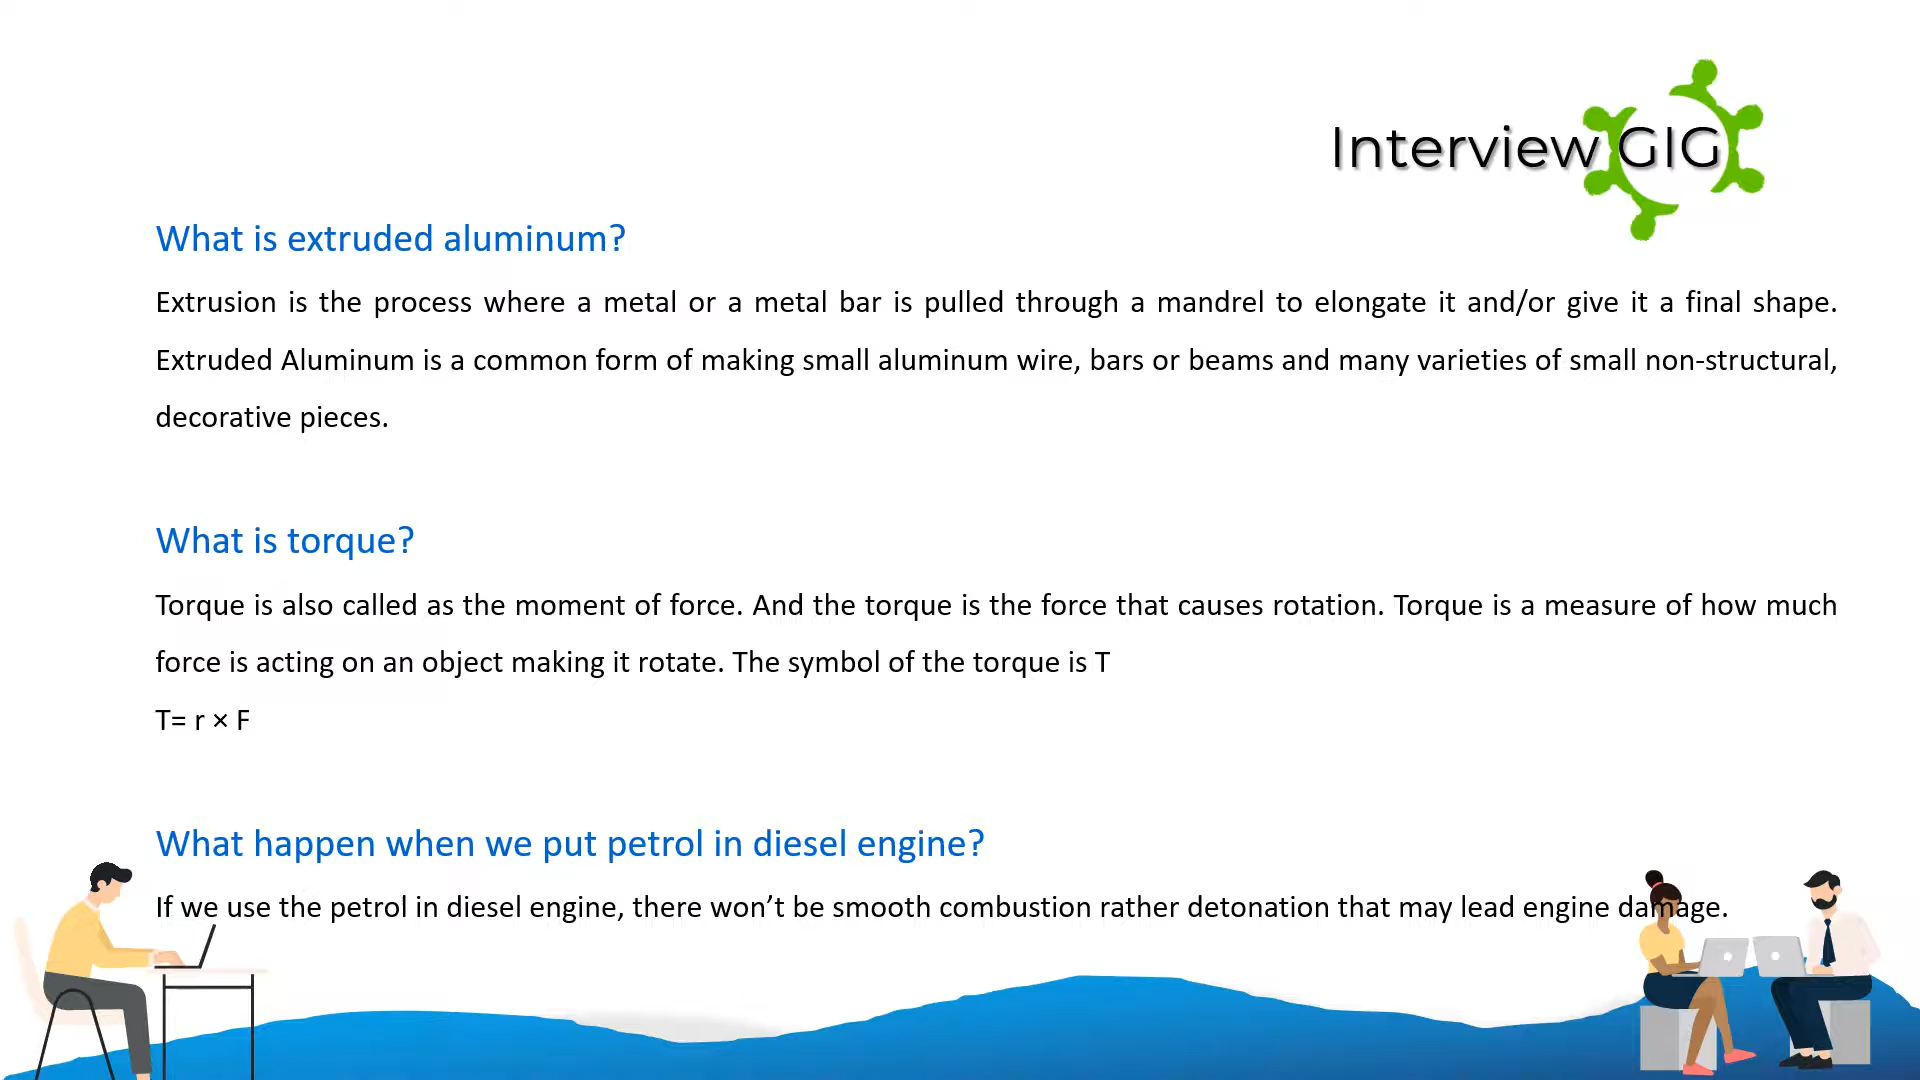 Interview GIG
What is extruded aluminum?
Extrusion is the process where a metal or a metal bar is pulled through a mandrel to elongate it and/or give it a final shape.
Extruded Aluminum is a common form of making small aluminum wire, bars or beams and many varieties of small non-structural,
decorative pieces.
What is torque?
Torque is also called as the moment of force. And the torque is the force that causes rotation. Torque is a measure of how much
force is acting on an object making it rotate. The symbol of the torque is T
T= r × F
What happen when we put petrol in diesel engine?
If we use the petrol in diesel engine, there won’t be smooth combustion rather detonation that may lead engine damage.